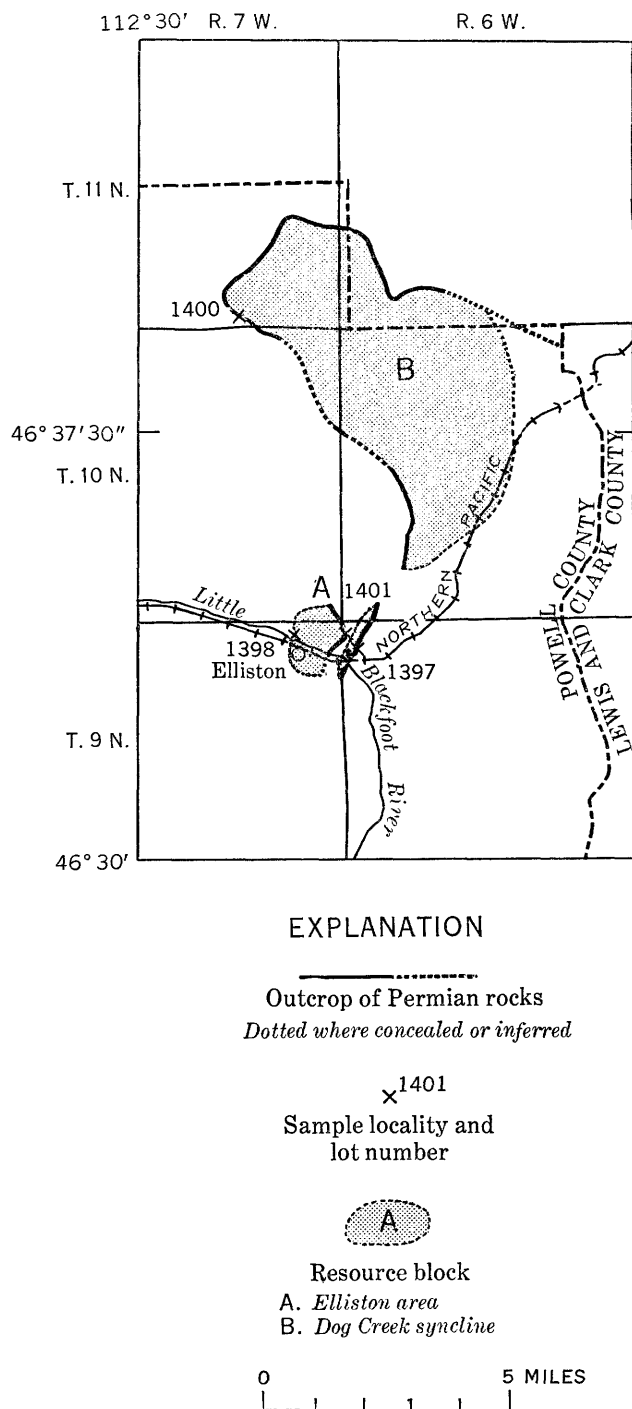 112°30′ R. 7 W. R. 6 W.
T. 11 N.
1400
B
46°37′30″
T. 10 N.
NORTHERN PACIFIC
POWELL COUNTY
LEWIS AND CLARK COUNTY
A 1401
Little Blackfoot River
1398
Elliston
1397
T. 9 N.
46°30′
EXPLANATION
Outcrop of Permian rocks
Dotted where concealed or inferred
×1401
Sample locality and
lot number
A
Resource block
A. Elliston area
B. Dog Creek syncline
0 5 MILES